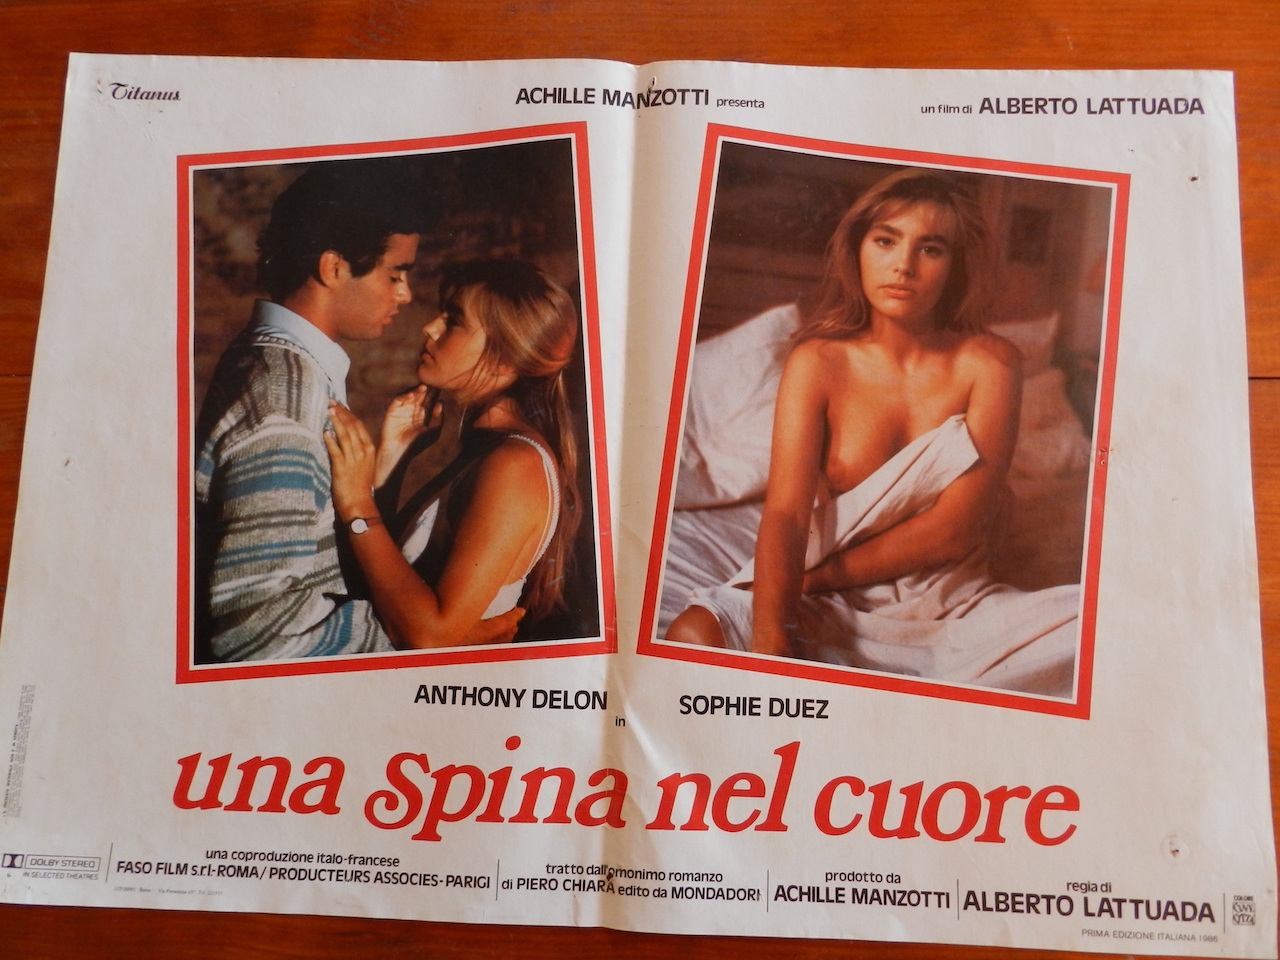 Titanus
ACHILLE MANZOTTI presenta
un film di ALBERTO LATTUADA
ANTHONY DELON
in
SOPHIE DUEZ
una spina nel cuore
DOLBY STEREO
IN SELECTED THEATRES
una coproduzione italo-francese
FASO FILM s.r.l-ROMA/PRODUCTEURS ASSOCIES-PARIGI
tratto dall'omonimo romanzo
di PIERO CHIARA edito da MONDADORI
prodotto da
ACHILLE MANZOTTI
regia di
ALBERTO LATTUADA
PRIMA EDIZIONE ITALIANA 1986